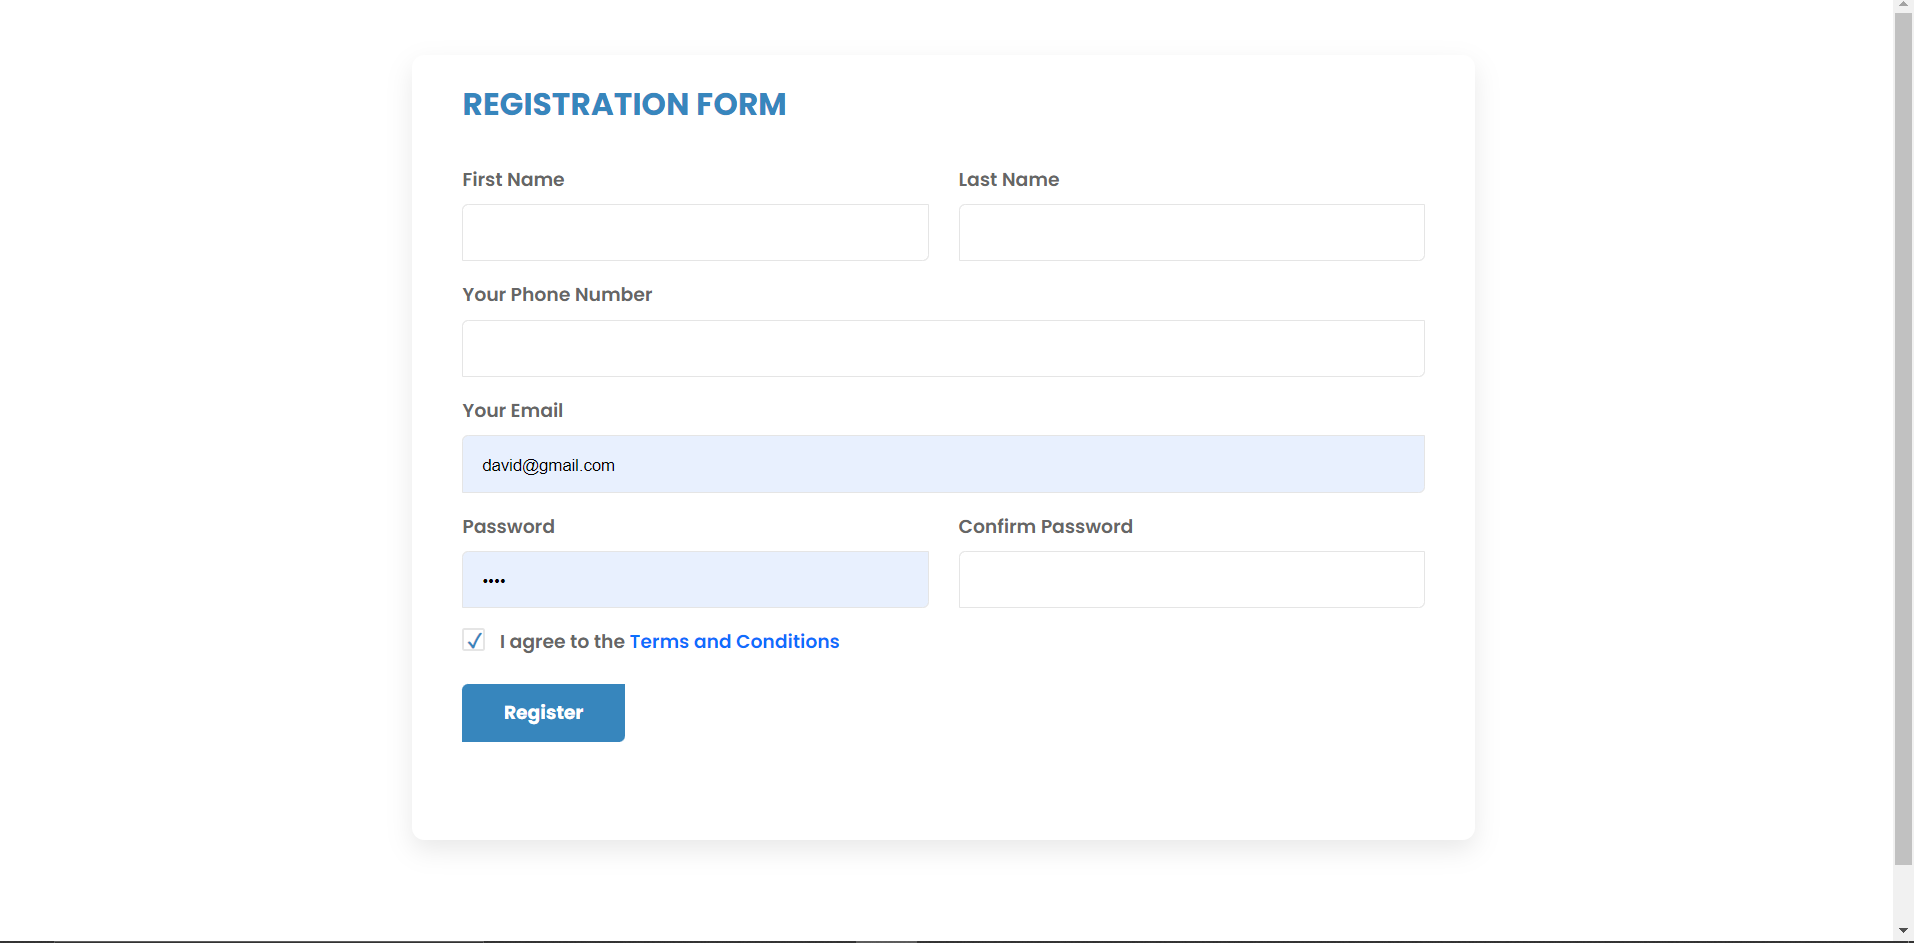 REGISTRATION FORM
First Name
Last Name
Your Phone Number
Your Email
david@gmail.com
Password
Confirm Password
••••
I agree to the Terms and Conditions
Register